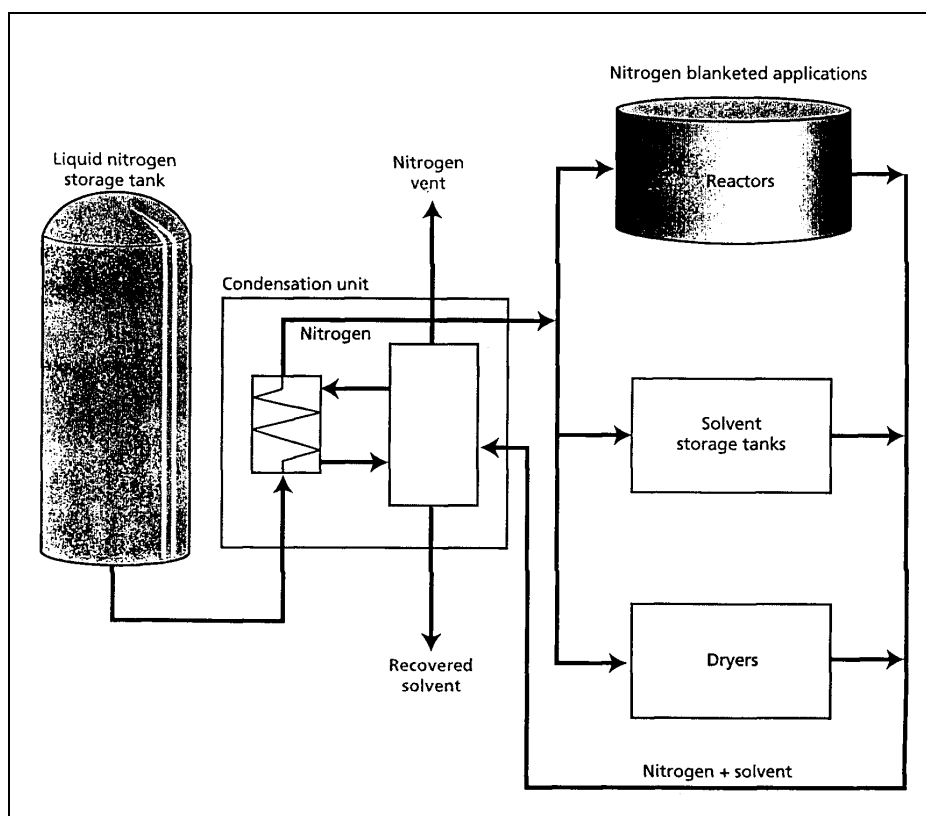 Nitrogen blanketed applications
Reactors
Liquid nitrogen
storage tank
Nitrogen
vent
Condensation unit
Nitrogen
Solvent
storage tanks
Dryers
Recovered
solvent
Nitrogen + solvent